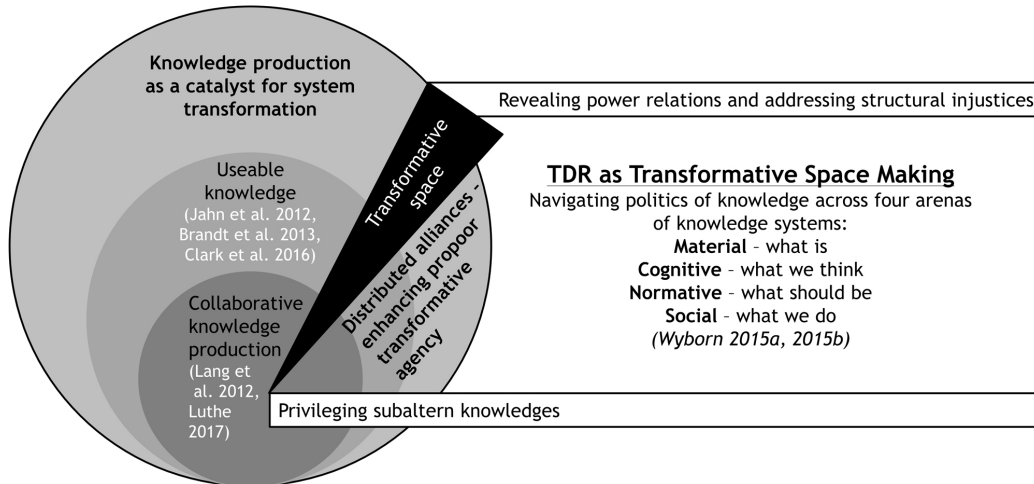 Knowledge production
as a catalyst for system
transformation
Useable
knowledge
(Jahn et al. 2012,
Brandt et al. 2013,
Clark et al. 2016)
Collaborative
knowledge
production
(Lang et
al. 2012,
Luthe
2017)
Transformative
space
Distributed alliances -
enhancing propoor
transformative
agency
Revealing power relations and addressing structural injustices
TDR as Transformative Space Making
Navigating politics of knowledge across four arenas
of knowledge systems:
Material - what is
Cognitive - what we think
Normative - what should be
Social - what we do
(Wyborn 2015a, 2015b)
Privileging subaltern knowledges